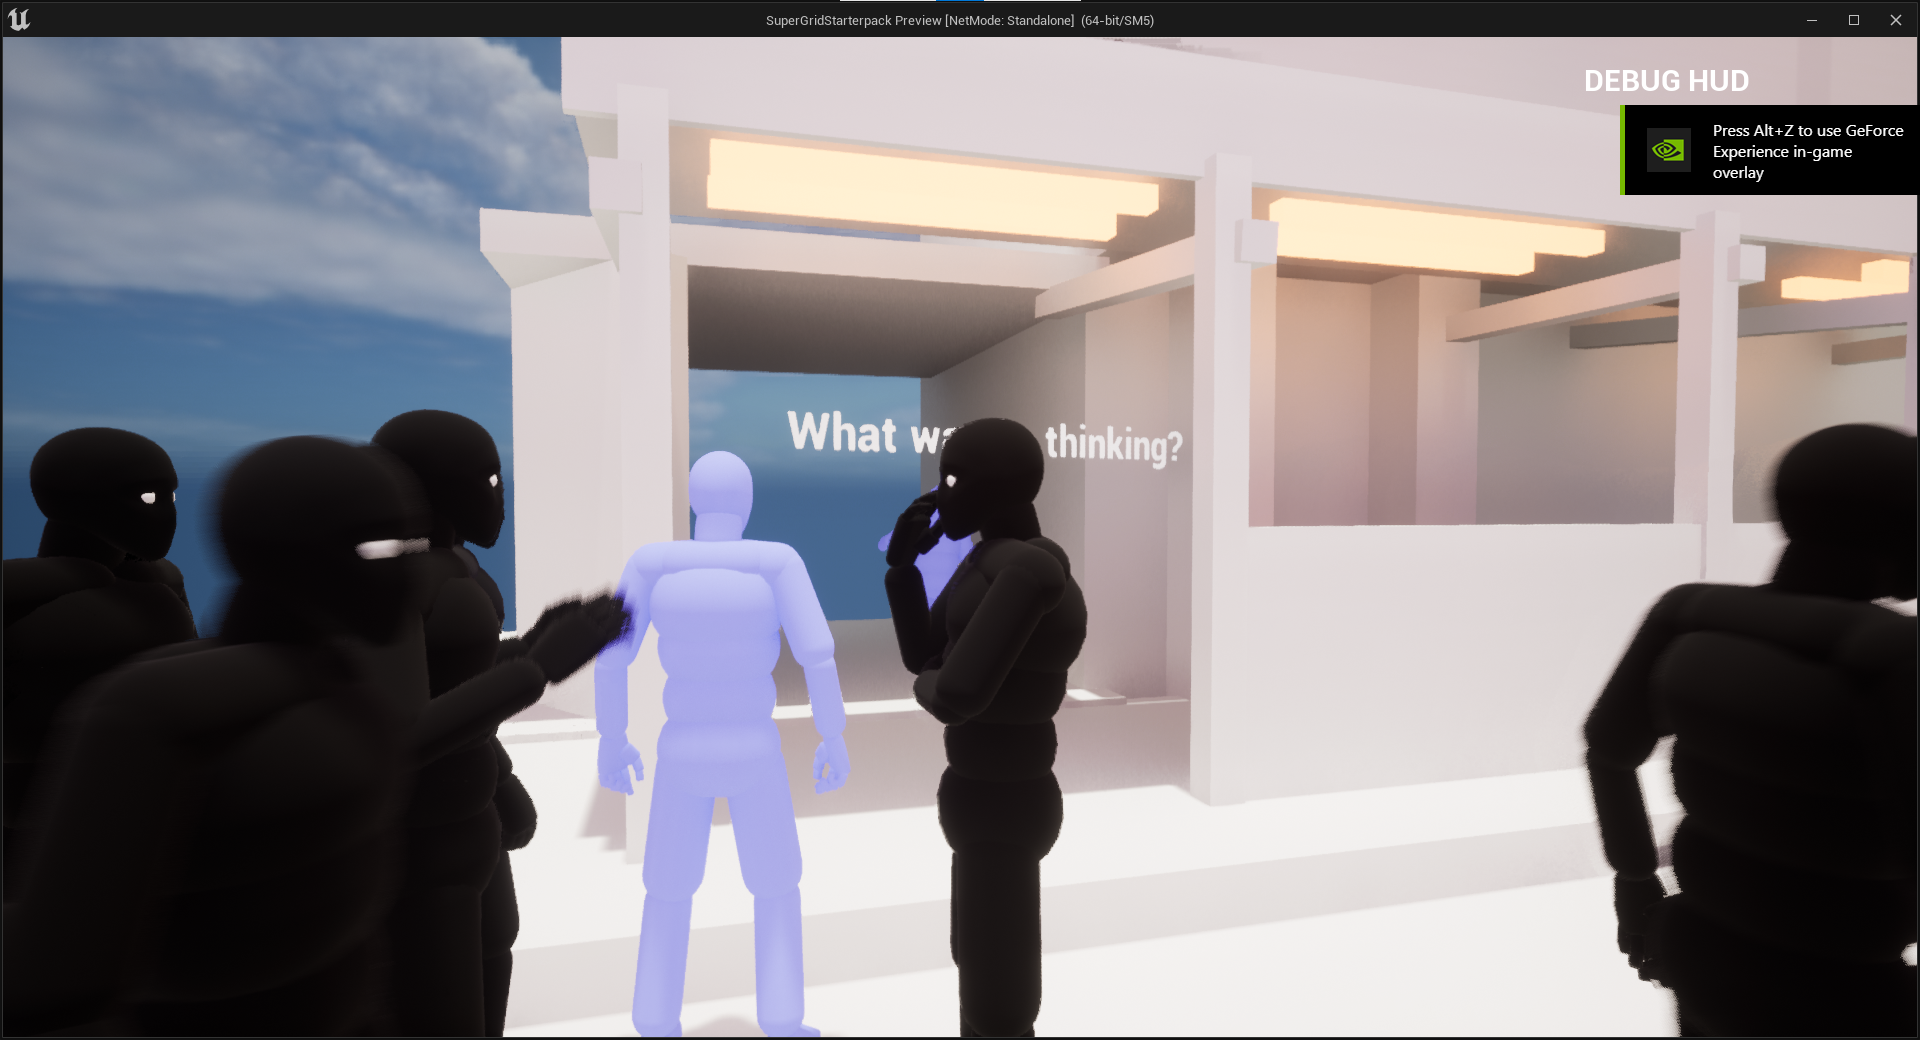 SuperGridStarterpack Preview [NetMode: Standalone] (64-bit/SM5)
DEBUG HUD
Press Alt+Z to use GeForce
Experience in-game
overlay
What thinking?